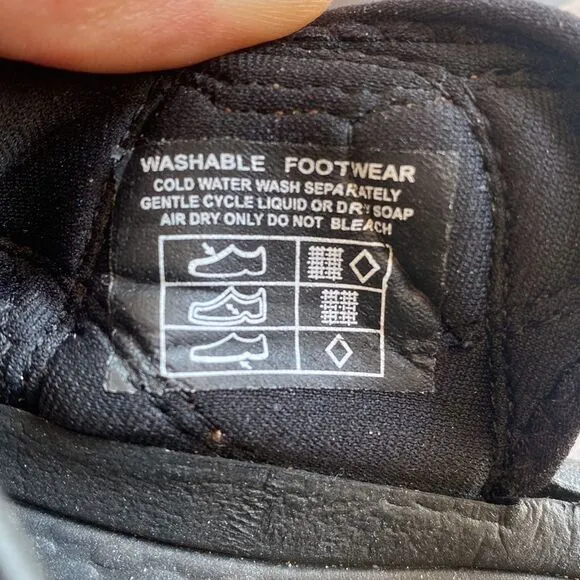 WASHABLE FOOTWEAR
COLD WATER WASH SEPARATELY
GENTLE CYCLE LIQUID OR DRY SOAP
AIR DRY ONLY DO NOT BLEACH